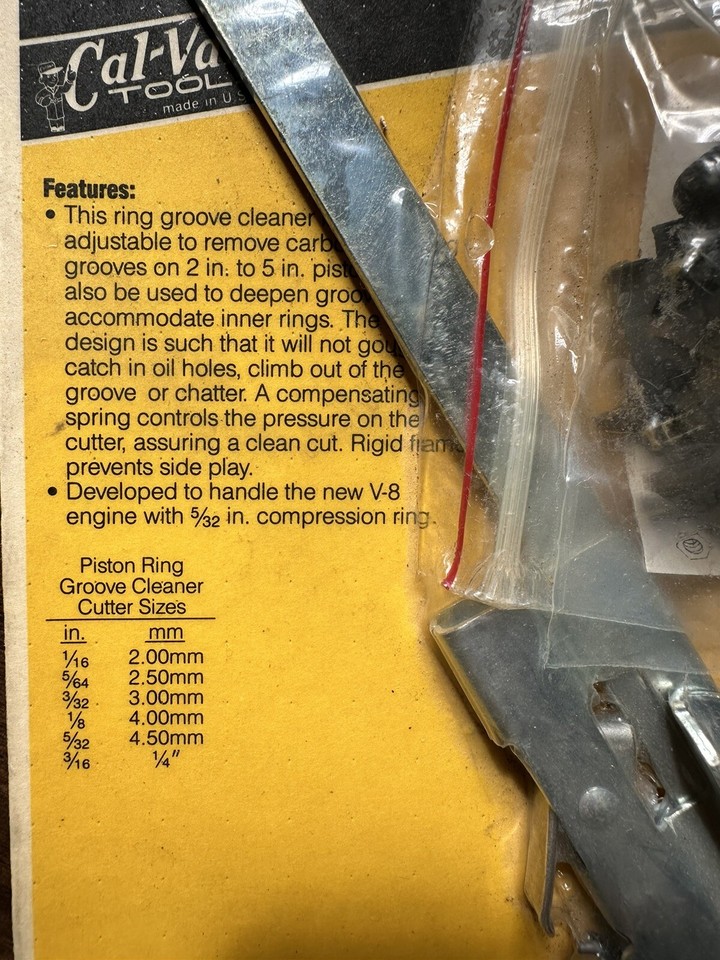 Cal-Va
TOOL
made in U.S
Features:
• This ring groove cleaner
adjustable to remove carb
grooves on 2 in. to 5 in. pist
also be used to deepen groov
accommodate inner rings. The
design is such that it will not gou
catch in oil holes, climb out of the
groove or chatter. A compensating
spring controls the pressure on the
cutter, assuring a clean cut. Rigid frame
prevents side play.
• Developed to handle the new V-8
engine with 5/32 in. compression ring.
Piston Ring
Groove Cleaner
Cutter Sizes
in. mm
1/16 2.00mm
5/64 2.50mm
3/32 3.00mm
1/8 4.00mm
5/32 4.50mm
3/16 1/4"